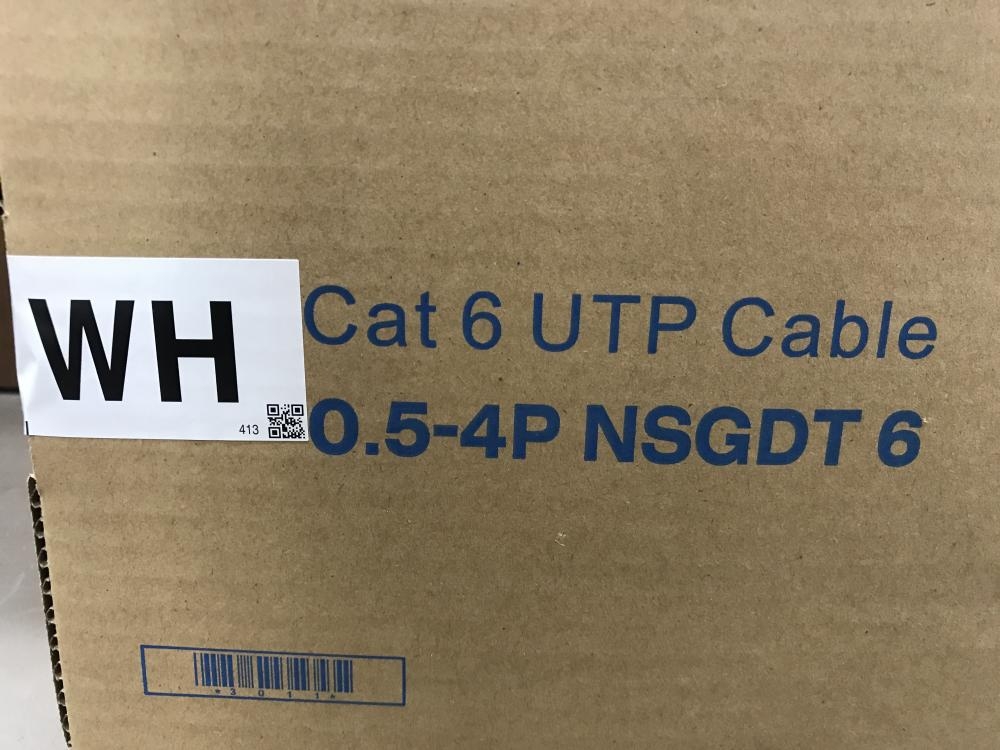 WH
413
Cat 6 UTP Cable
0.5-4P NSGDT 6
*3011*